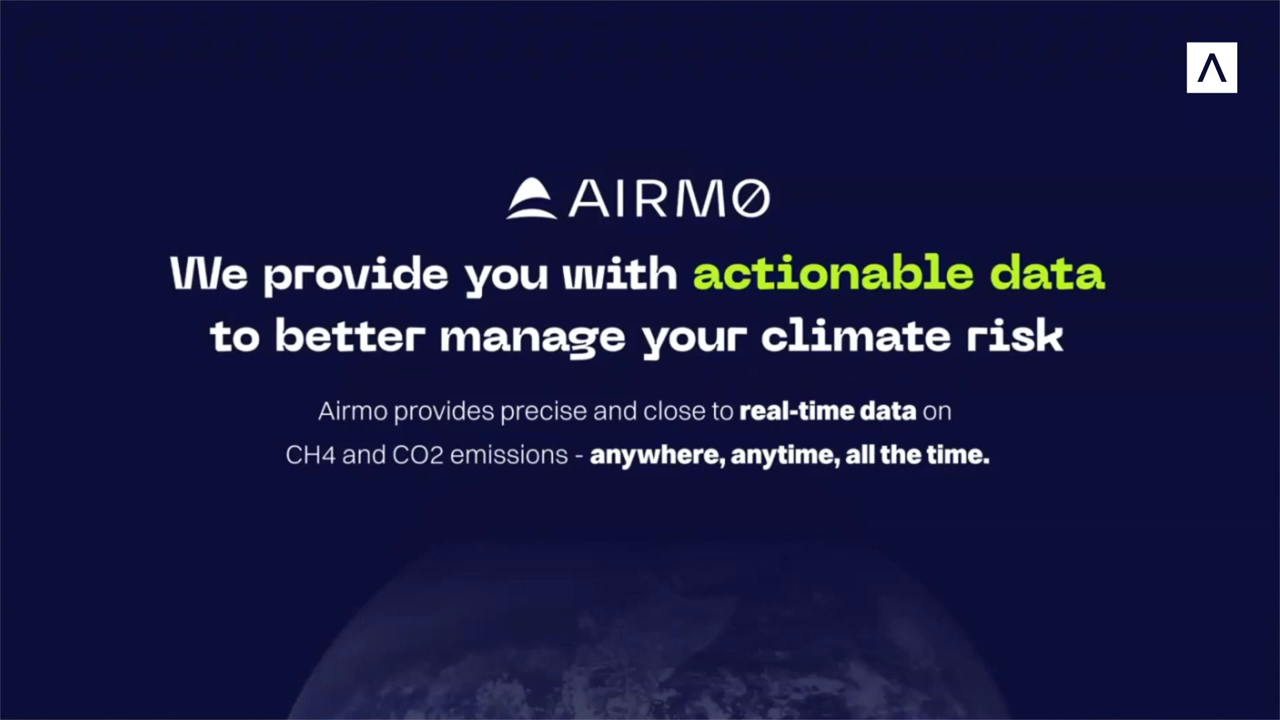 Λ
AIRMO
We provide you with actionable data
to better manage your climate risk
Airmo provides precise and close to real-time data on
CH4 and CO2 emissions - anywhere, anytime, all the time.